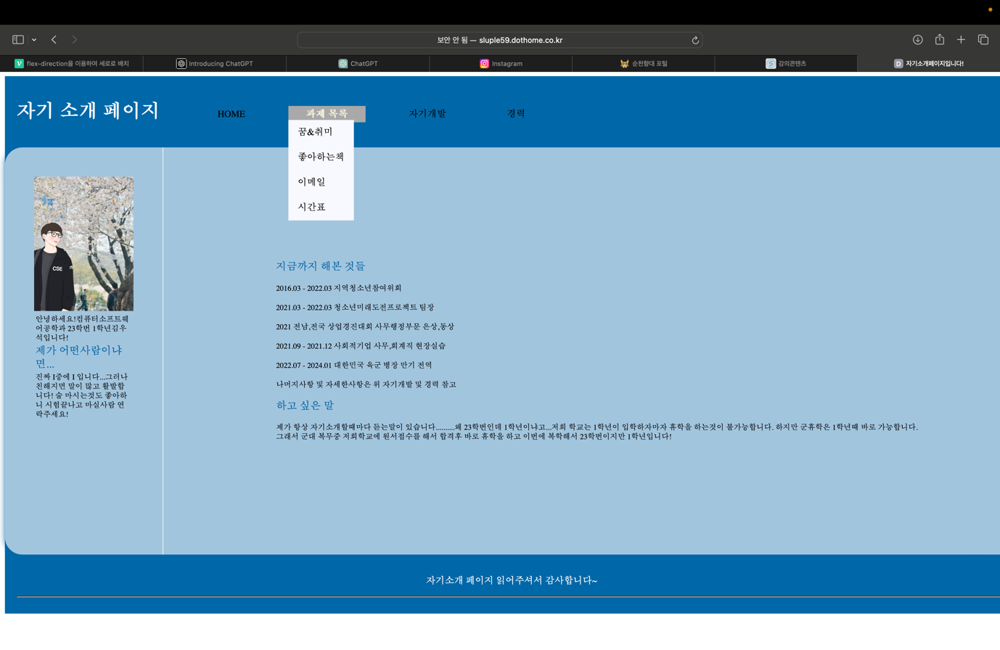 보안 안 됨 — sluple59.dothome.co.kr
flex-direction을 이용하여 세로로 배치
Introducing ChatGPT
ChatGPT
Instagram
순천향대 포털
강의콘텐츠
D 자기소개페이지입니다!
자기 소개 페이지
HOME
과제 목록
자기개발
경력
꿈&취미
좋아하는책
이메일
시간표
CSE
안녕하세요!컴퓨터소프트웨
어공학과 23학번 1학년김우
석입니다!
제가 어떤사람이냐
면...
진짜 I중에 I 입니다...그러나
친해지면 말이 많고 활발합
니다! 술 마시는것도 좋아하
니 시험끝나고 마실사람 연
락주세요!
지금까지 해본 것들
2016.03 - 2022.03 지역청소년참여위회
2021.03 - 2022.03 청소년미래도전프로젝트 팀장
2021 전남,전국 상업경진대회 사무행정부문 은상,동상
2021.09 - 2021.12 사회적기업 사무,회계직 현장실습
2022.07 - 2024.01 대한민국 육군 병장 만기 전역
나머지사항 및 자세한사항은 위 자기개발 및 경력 참고
하고 싶은 말
제가 항상 자기소개할때마다 듣는말이 있습니다..........왜 23학번인데 1학년이냐고...저희 학교는 1학년이 입학하자마자 휴학을 하는것이 불가능합니다. 하지만 군휴학은 1학년때 바로 가능합니다.
그래서 군대 복무중 저희학교에 원서접수를 해서 합격후 바로 휴학을 하고 이번에 복학해서 23학번이지만 1학년입니다!
자기소개 페이지 읽어주셔서 감사합니다~